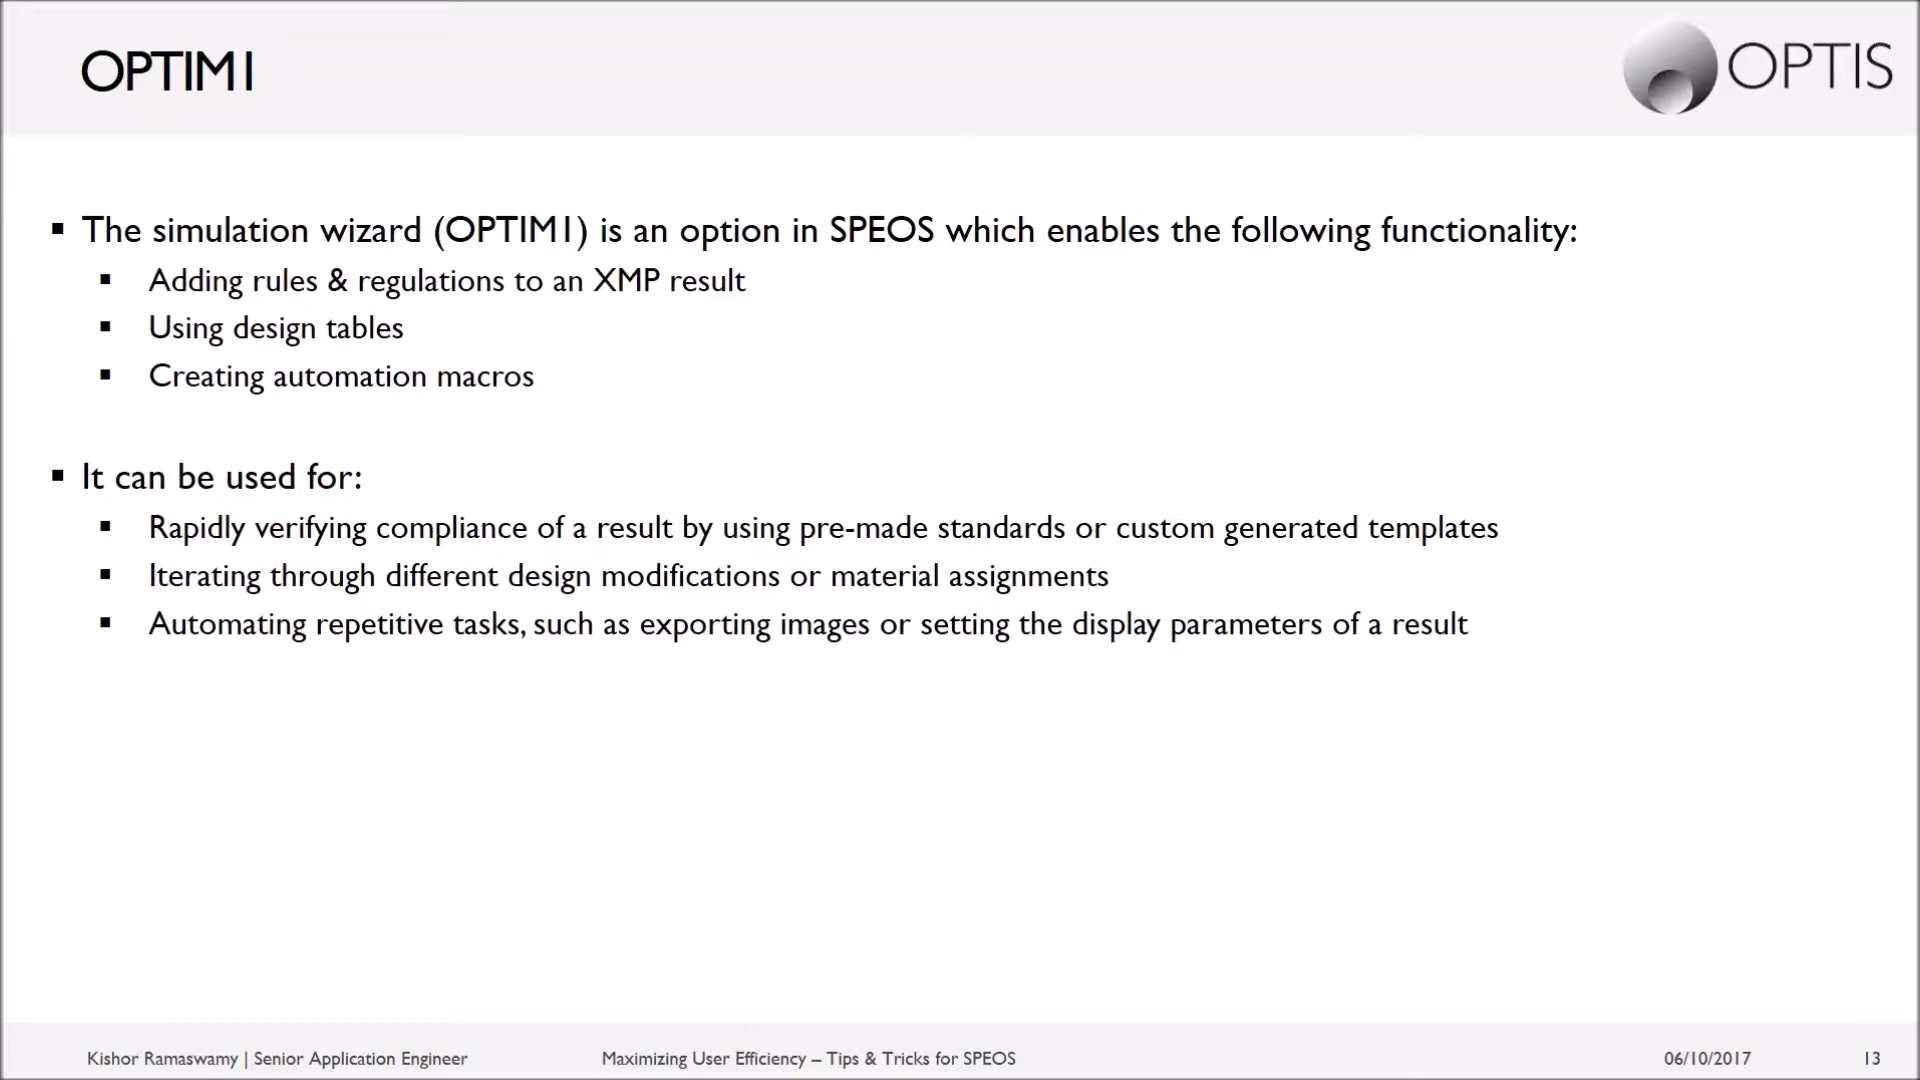 OPTIM1
OPTIS
▪ The simulation wizard (OPTIM1) is an option in SPEOS which enables the following functionality:
▪ Adding rules & regulations to an XMP result
▪ Using design tables
▪ Creating automation macros
▪ It can be used for:
▪ Rapidly verifying compliance of a result by using pre-made standards or custom generated templates
▪ Iterating through different design modifications or material assignments
▪ Automating repetitive tasks, such as exporting images or setting the display parameters of a result
Kishor Ramaswamy | Senior Application Engineer Maximizing User Efficiency – Tips & Tricks for SPEOS 06/10/2017 13